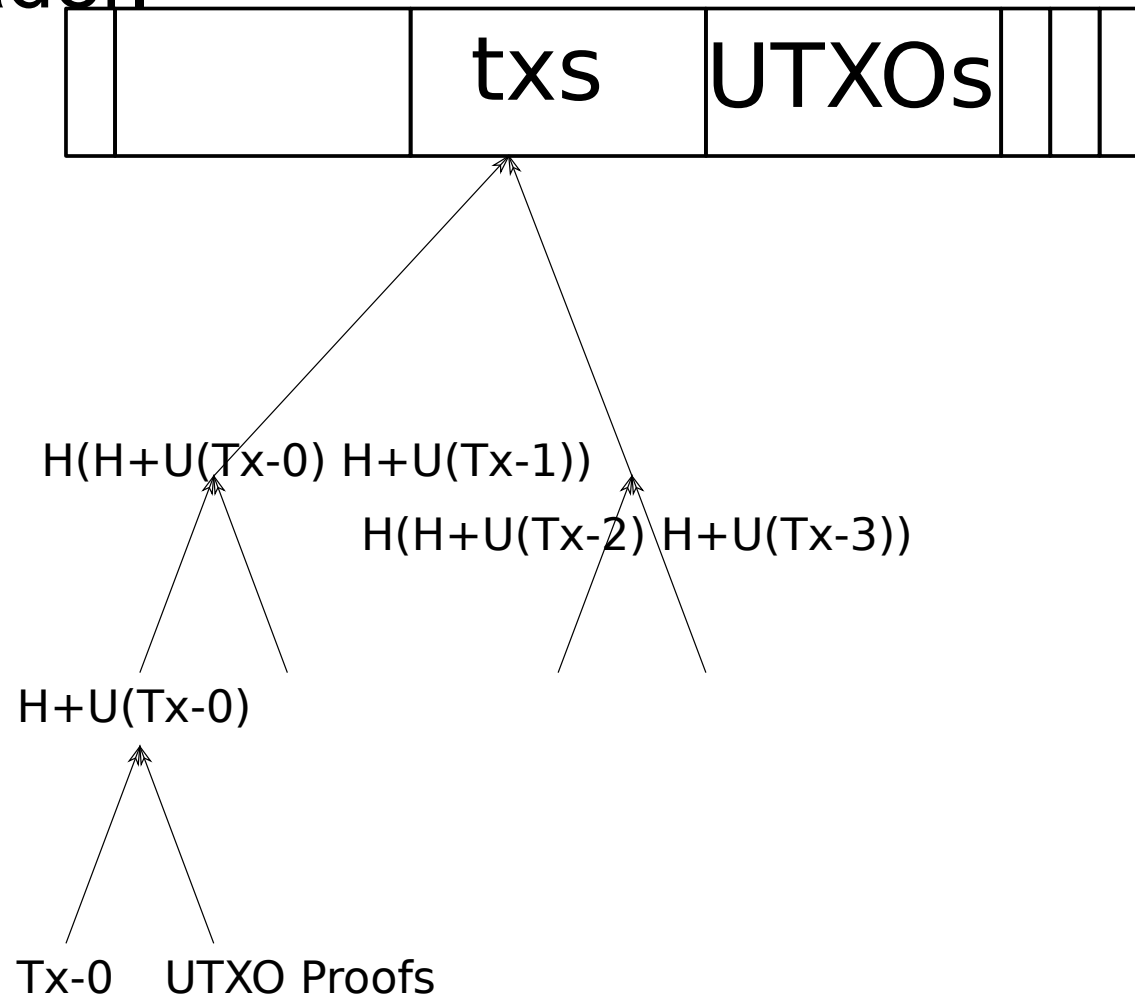 txs UTXOs
H(H+U(Tx-0) H+U(Tx-1))
H(H+U(Tx-2) H+U(Tx-3))
H+U(Tx-0)
Tx-0 UTXO Proofs